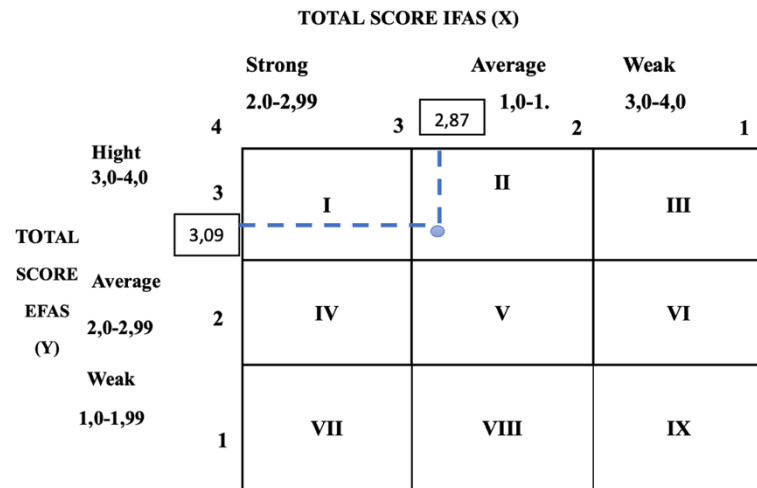 TOTAL SCORE IFAS (X)
Strong Average Weak
2.0-2,99 1,0-1. 3,0-4,0
4 3 2,87 2 1
Hight
3,0-4,0
3
I II III
3,09
TOTAL
SCORE
EFAS
(Y)
Average
2,0-2,99
2
IV V VI
Weak
1,0-1,99
1
VII VIII IX